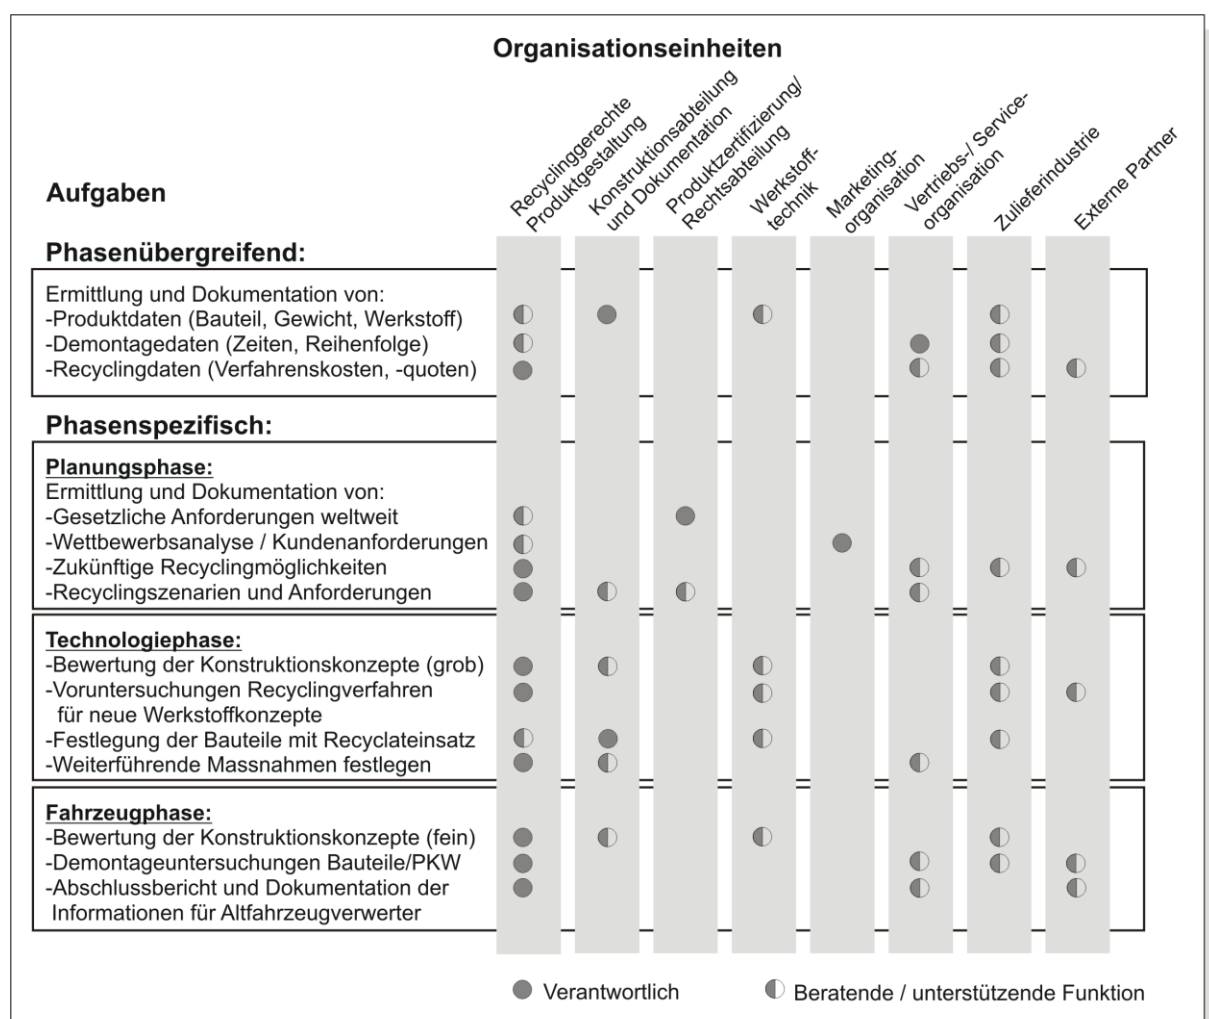 Organisationseinheiten
Aufgaben
Recyclinggerechte
Produktgestaltung
Konstruktionsabteilung
und Dokumentation
Produktzertifizierung/
Rechtsabteilung
Werkstoff-
technik
Marketing-
organisation
Vertriebs-/ Service-
organisation
Zulieferindustrie
Externe Partner
Phasenübergreifend:
Ermittlung und Dokumentation von:
-Produktdaten (Bauteil, Gewicht, Werkstoff)
-Demontagedaten (Zeiten, Reihenfolge)
-Recyclingdaten (Verfahrenskosten, -quoten)
Phasenspezifisch:
Planungsphase:
Ermittlung und Dokumentation von:
-Gesetzliche Anforderungen weltweit
-Wettbewerbsanalyse / Kundenanforderungen
-Zukünftige Recyclingmöglichkeiten
-Recyclingszenarien und Anforderungen
Technologiephase:
-Bewertung der Konstruktionskonzepte (grob)
-Voruntersuchungen Recyclingverfahren
für neue Werkstoffkonzepte
-Festlegung der Bauteile mit Recyclateinsatz
-Weiterführende Massnahmen festlegen
Fahrzeugphase:
-Bewertung der Konstruktionskonzepte (fein)
-Demontageuntersuchungen Bauteile/PKW
-Abschlussbericht und Dokumentation der
Informationen für Altfahrzeugverwerter
Verantwortlich
Beratende / unterstützende Funktion